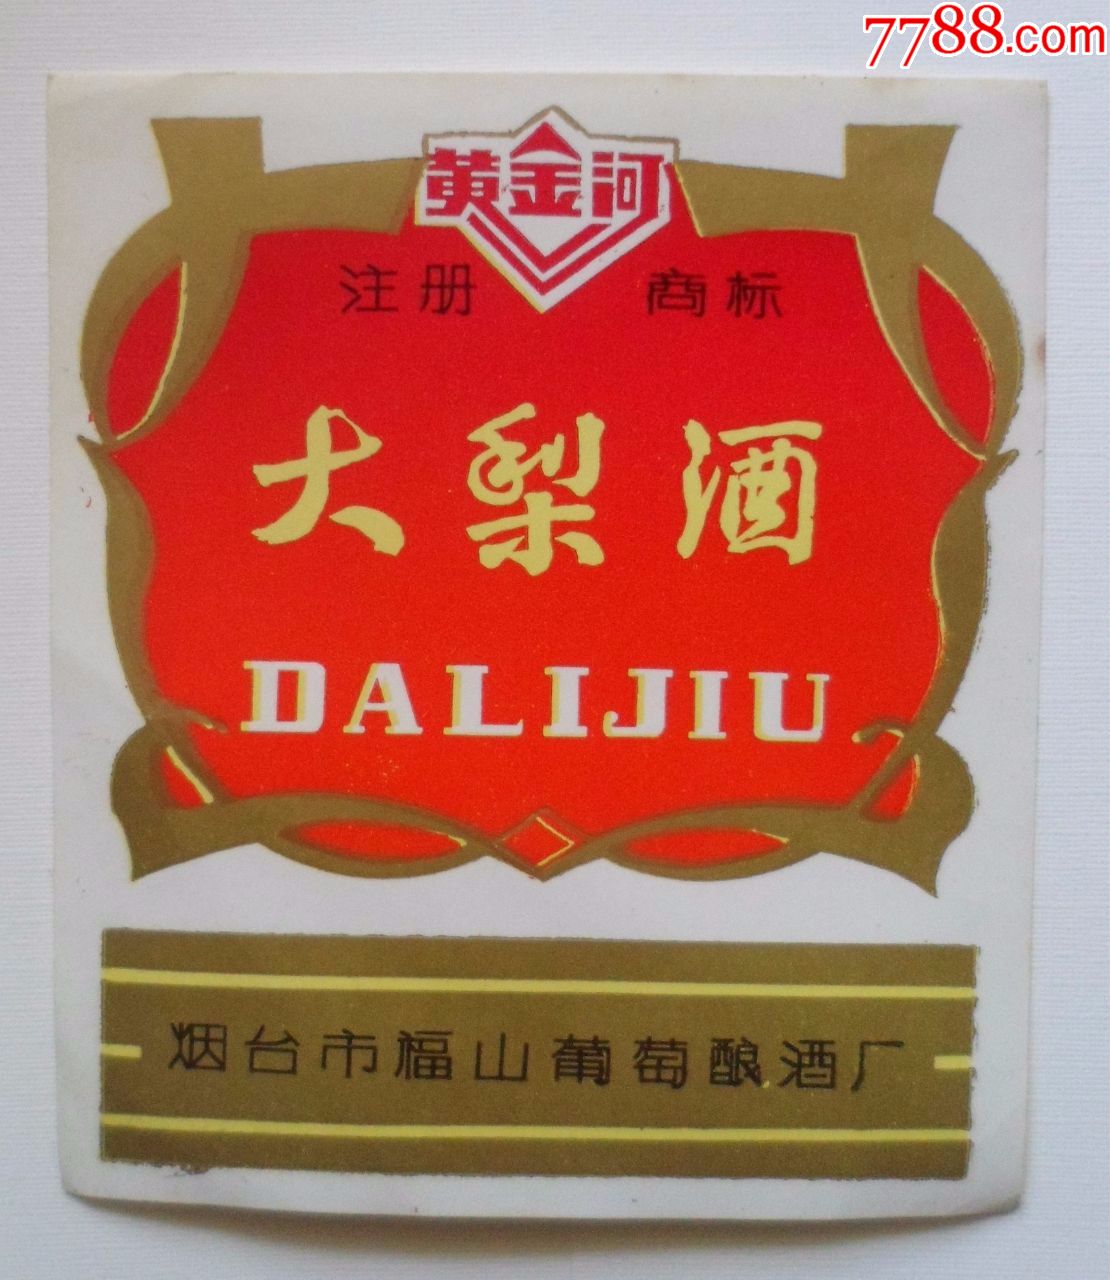 7788.com
黄金河
注册 商标
大梨酒
DALIJIU
烟台市福山葡萄酿酒厂